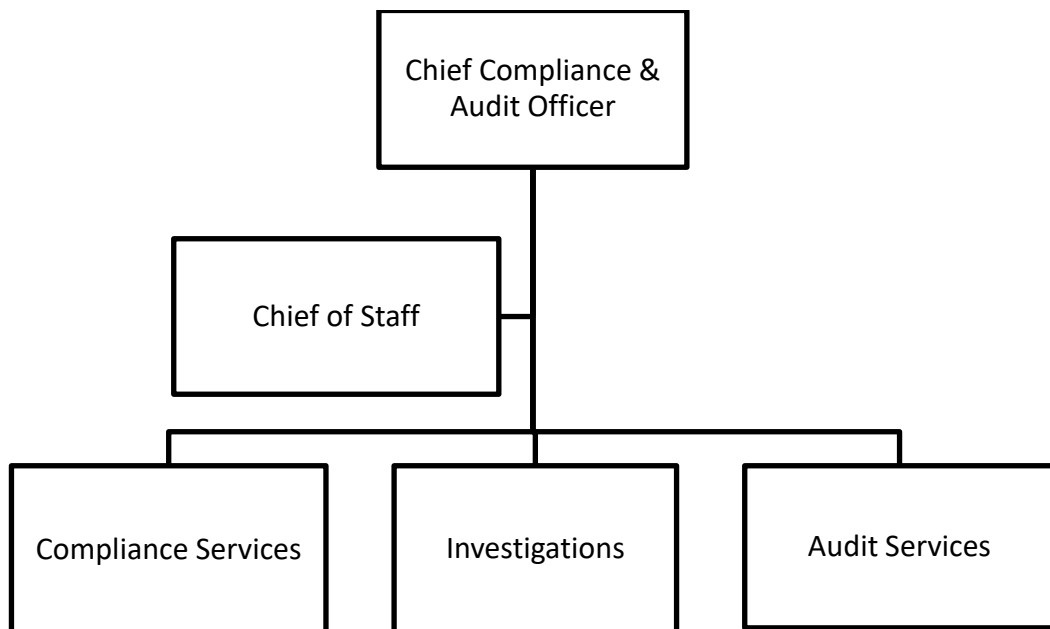 Chief Compliance &
Audit Officer
Chief of Staff
Compliance Services
Investigations
Audit Services